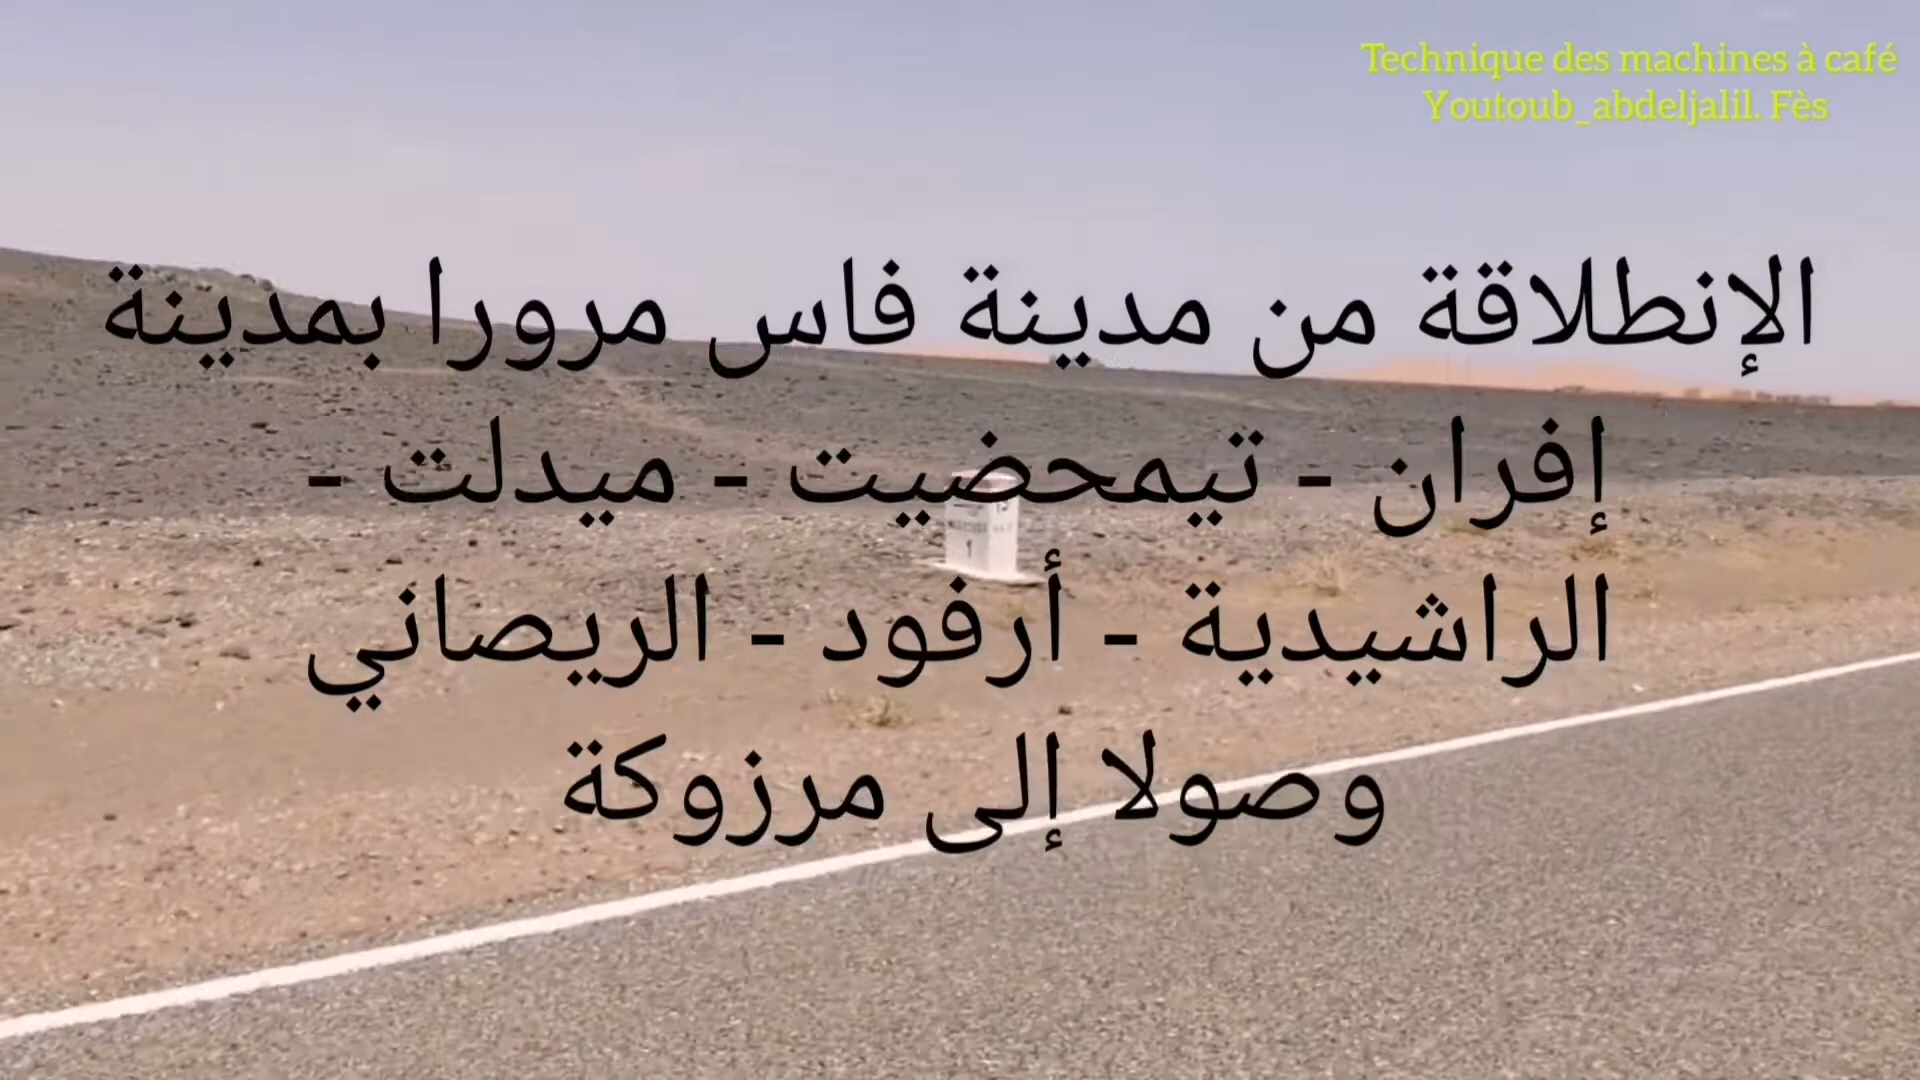 Technique des machines à café
Youtoub_abdeljalil. Fès
الإنطلاقة من مدينة فاس مرورا بمدينة
إفران - تيمحضيت - ميدلت -
الراشيدية - أرفود - الريصاني
وصولا إلى مرزوكة
1